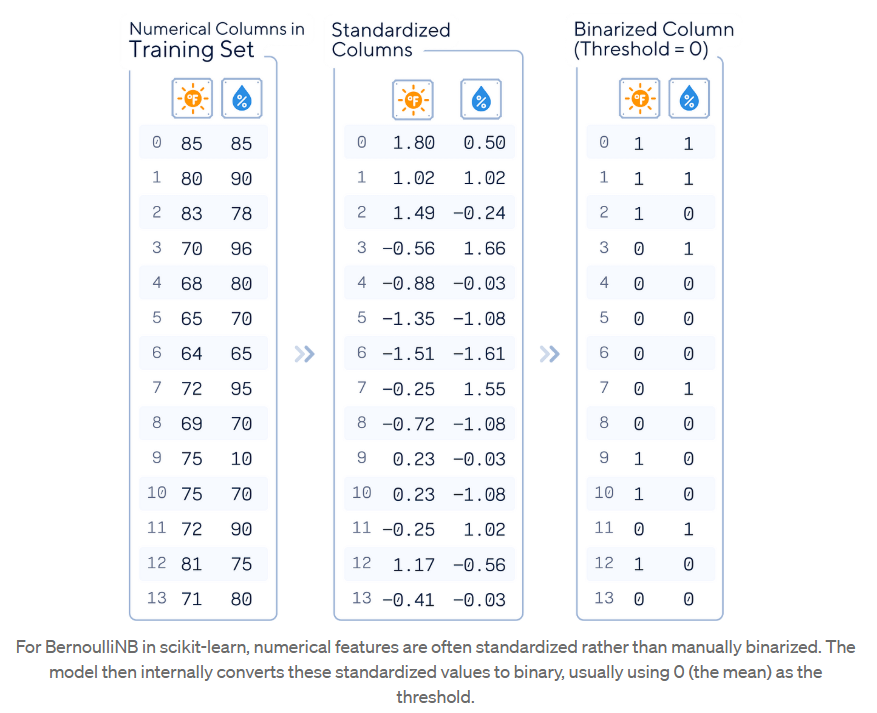 Numerical Columns in
Training Set
Standardized
Columns
Binarized Column
(Threshold = 0)
°F % °F % °F %
0 85 85 0 1.80 0.50 0 1 1
1 80 90 1 1.02 1.02 1 1 1
2 83 78 2 1.49 −0.24 2 1 0
3 70 96 3 −0.56 1.66 3 0 1
4 68 80 4 −0.88 −0.03 4 0 0
5 65 70 5 −1.35 −1.08 5 0 0
6 64 65 6 −1.51 −1.61 6 0 0
7 72 95 7 −0.25 1.55 7 0 1
8 69 70 8 −0.72 −1.08 8 0 0
9 75 10 9 0.23 −0.03 9 1 0
10 75 70 10 0.23 −1.08 10 1 0
11 72 90 11 −0.25 1.02 11 0 1
12 81 75 12 1.17 −0.56 12 1 0
13 71 80 13 −0.41 −0.03 13 0 0
For BernoulliNB in scikit-learn, numerical features are often standardized rather than manually binarized. The
model then internally converts these standardized values to binary, usually using 0 (the mean) as the
threshold.